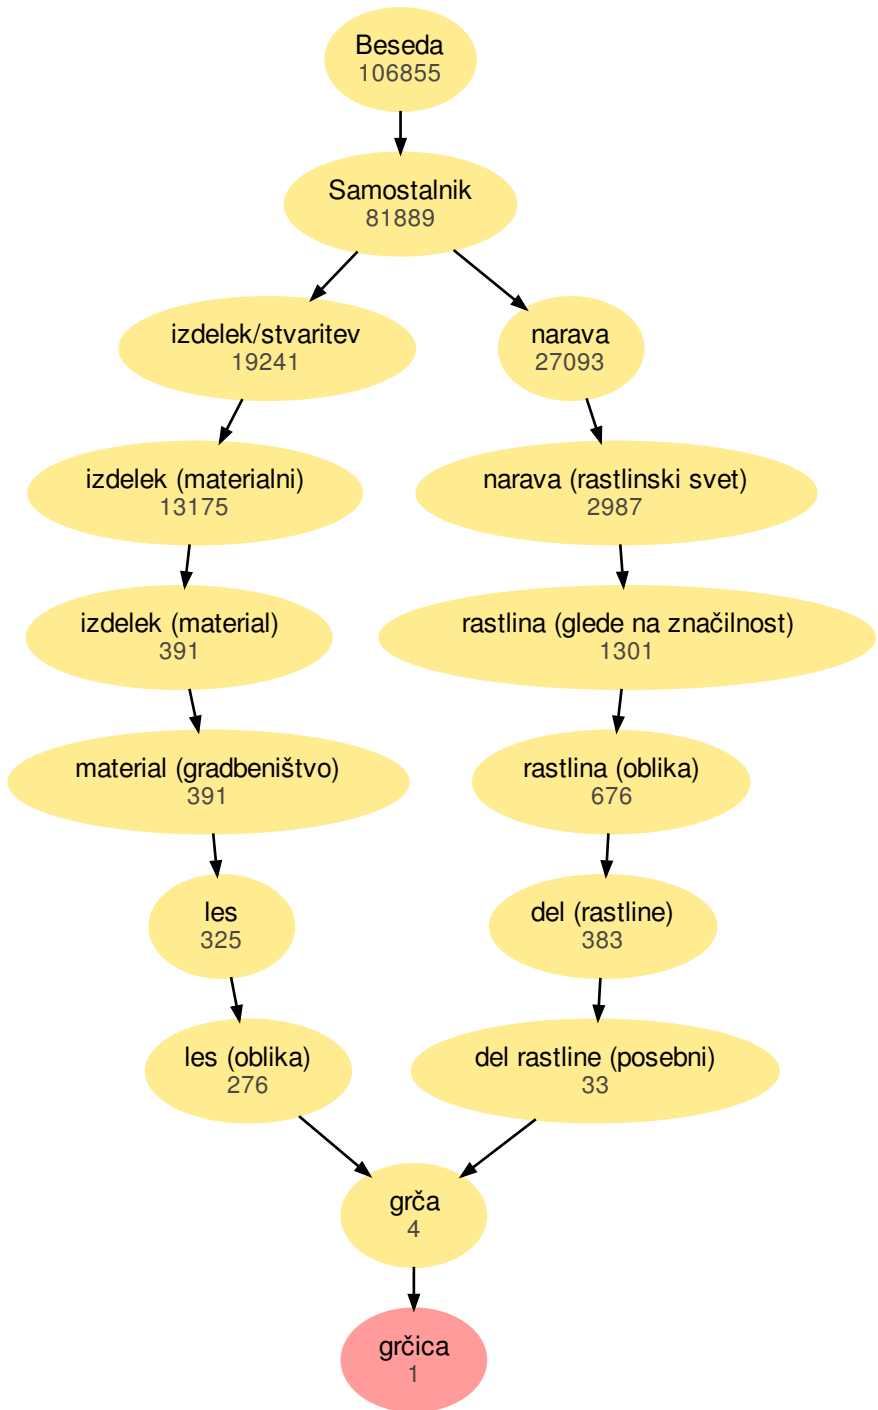 Beseda
106855
Samostalnik
81889
izdelek/stvaritev
19241
narava
27093
izdelek (materialni)
13175
narava (rastlinski svet)
2987
izdelek (material)
391
rastlina (glede na značilnost)
1301
material (gradbeništvo)
391
rastlina (oblika)
676
les
325
del (rastline)
383
les (oblika)
276
del rastline (posebni)
33
grča
4
grčica
1